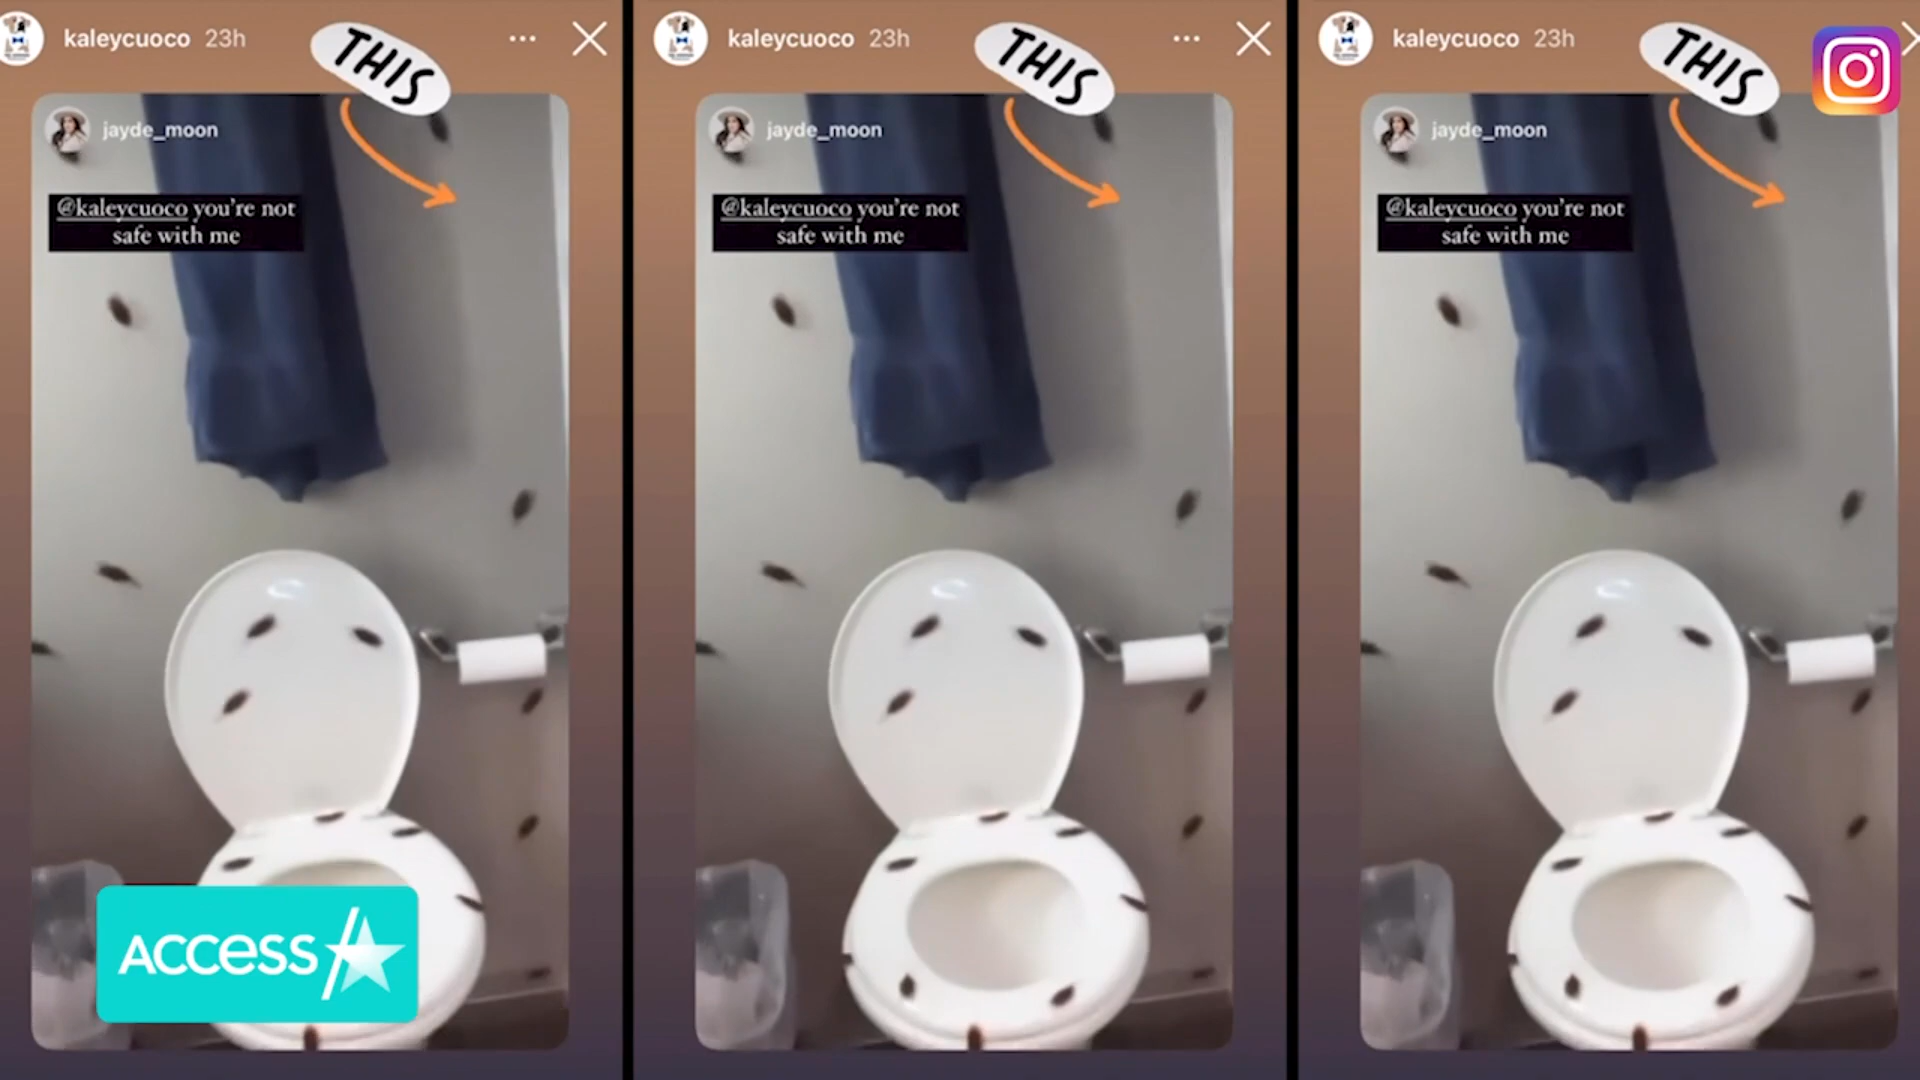 kaleycuoco 23h
THIS
jayde_moon
@kaleycuoco you're not
safe with me
kaleycuoco 23h
THIS
jayde_moon
@kaleycuoco you're not
safe with me
kaleycuoco 23h
THIS
jayde_moon
@kaleycuoco you're not
safe with me
access